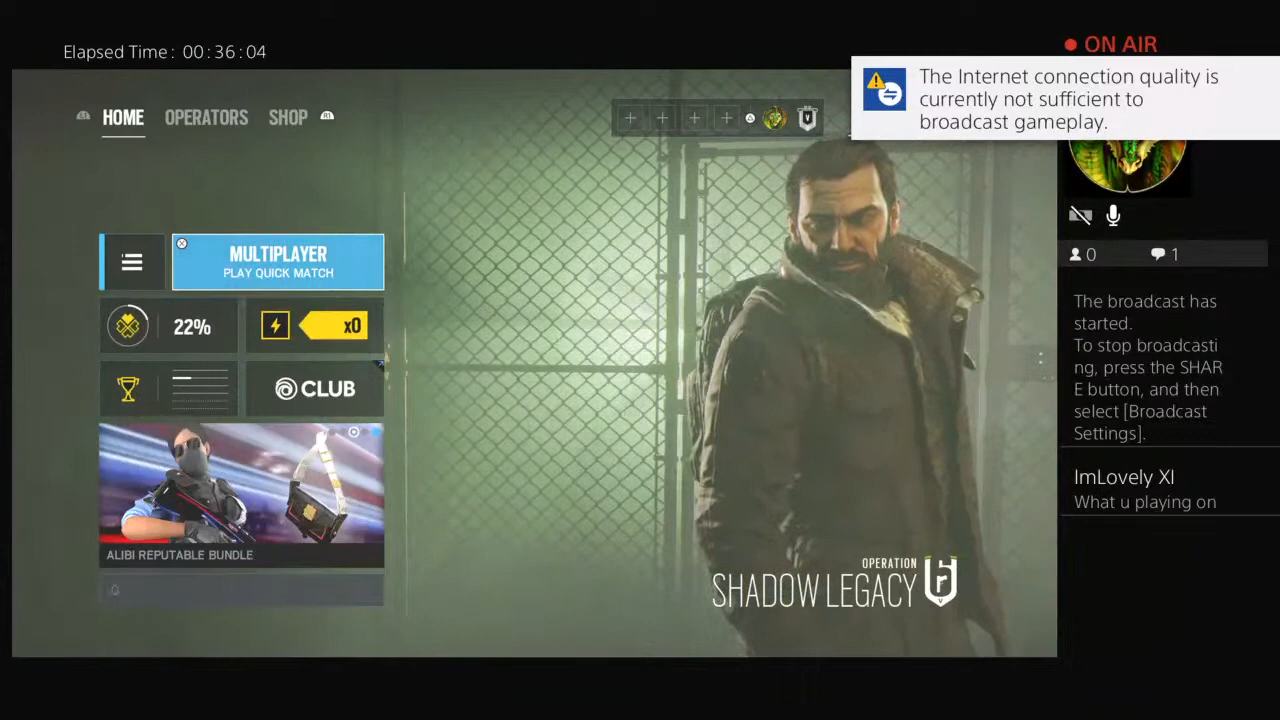 Elapsed Time: 00:36:04
ON AIR
The Internet connection quality is
currently not sufficient to
broadcast gameplay.
L1 HOME OPERATORS SHOP R1
MULTIPLAYER
PLAY QUICK MATCH
22%
x0
CLUB
ALIBI REPUTABLE BUNDLE
OPERATION
SHADOW LEGACY
0 1
The broadcast has
started.
To stop broadcasti
ng, press the SHAR
E button, and then
select [Broadcast
Settings].
ImLovely XI
What u playing on